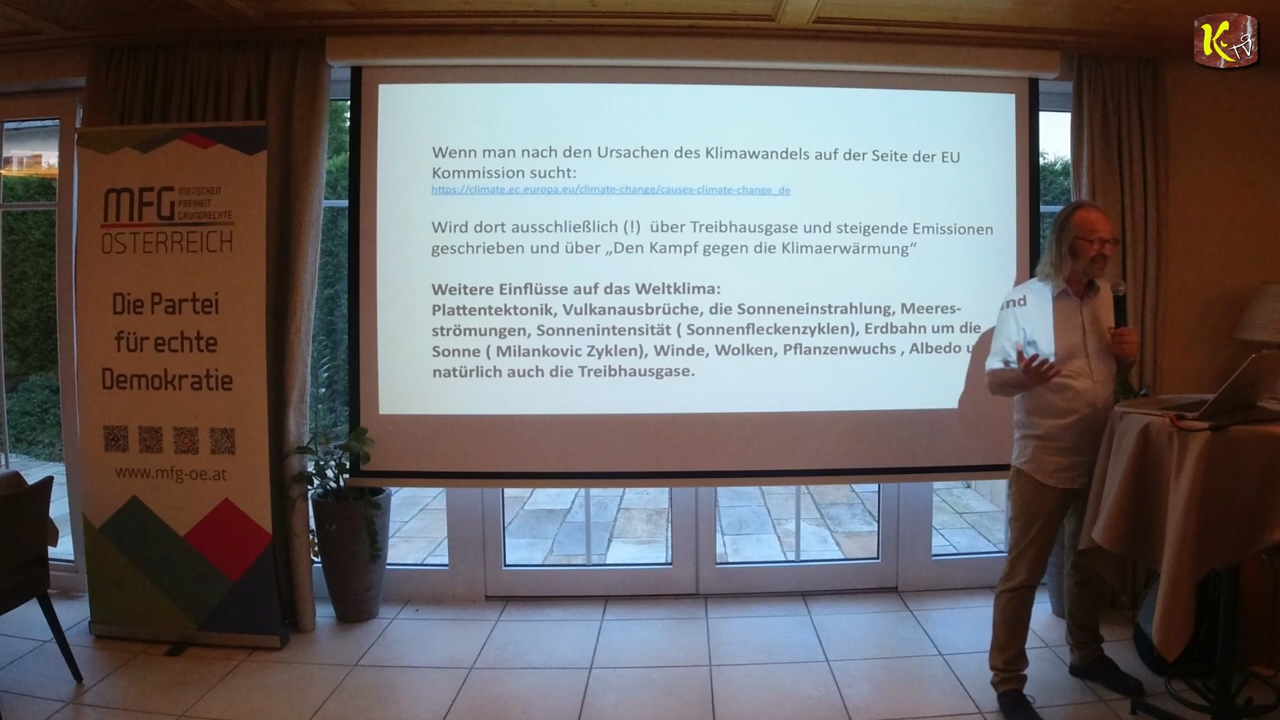 MFG MENSCHEN
FREIHEIT
GRUNDRECHTE
ÖSTERREICH
Die Partei
für echte
Demokratie
www.mfg-oe.at
Wenn man nach den Ursachen des Klimawandels auf der Seite der EU
Kommission sucht:
https://climate.ec.europa.eu/climate-change/causes-climate-change_de
Wird dort ausschließlich (!) über Treibhausgase und steigende Emissionen
geschrieben und über „Den Kampf gegen die Klimaerwärmung“
Weitere Einflüsse auf das Weltklima:
Plattentektonik, Vulkanausbrüche, die Sonneneinstrahlung, Meeres-
strömungen, Sonnenintensität ( Sonnenfleckenzyklen), Erdbahn um die
Sonne ( Milankovic Zyklen), Winde, Wolken, Pflanzenwuchs , Albedo u nd
natürlich auch die Treibhausgase.
K TV